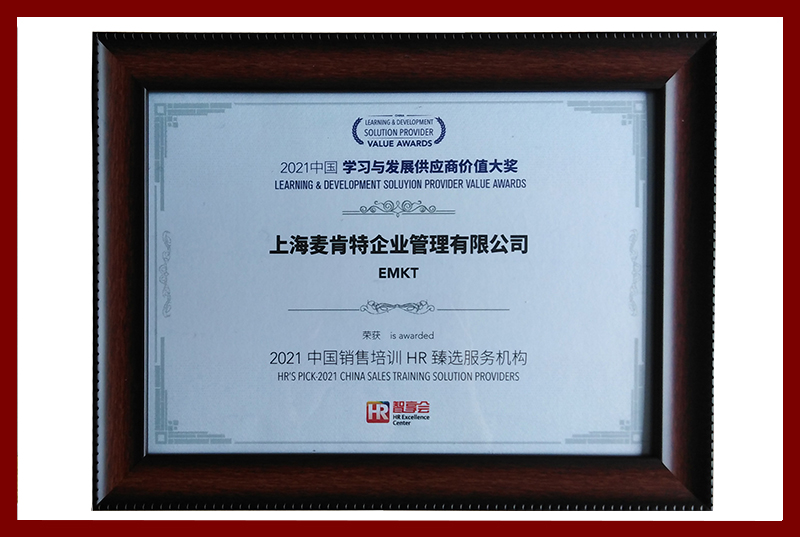 CHINA
LEARNING & DEVELOPMENT
SOLUTION PROVIDER
VALUE AWARDS
2021中国 学习与发展供应商价值大奖
LEARNING & DEVELOPMENT SOLUYION PROVIDER VALUE AWARDS
上海麦肯特企业管理有限公司
EMKT
荣获 is awarded
2021 中国销售培训 HR 臻选服务机构
HR'S PICK-2021 CHINA SALES TRAINING SOLUTION PROVIDERS
HR 智享会
HR Excellence
Center